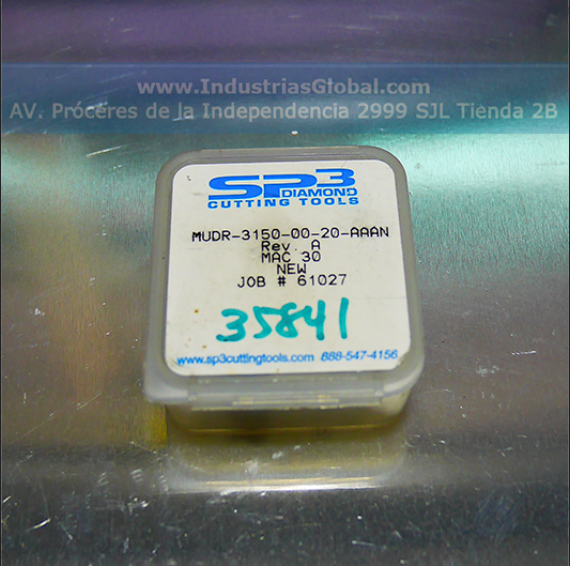 www.IndustriasGlobal.com
AV. Próceres de la Independencia 2999 SJL Tienda 2B
SP3
DIAMOND
CUTTING TOOLS
MUDR-3150-00-20-AAAN
Rev. A
MAC 30
NEW
JOB # 61027
35841
www.sp3cuttingtools.com 888-547-4156